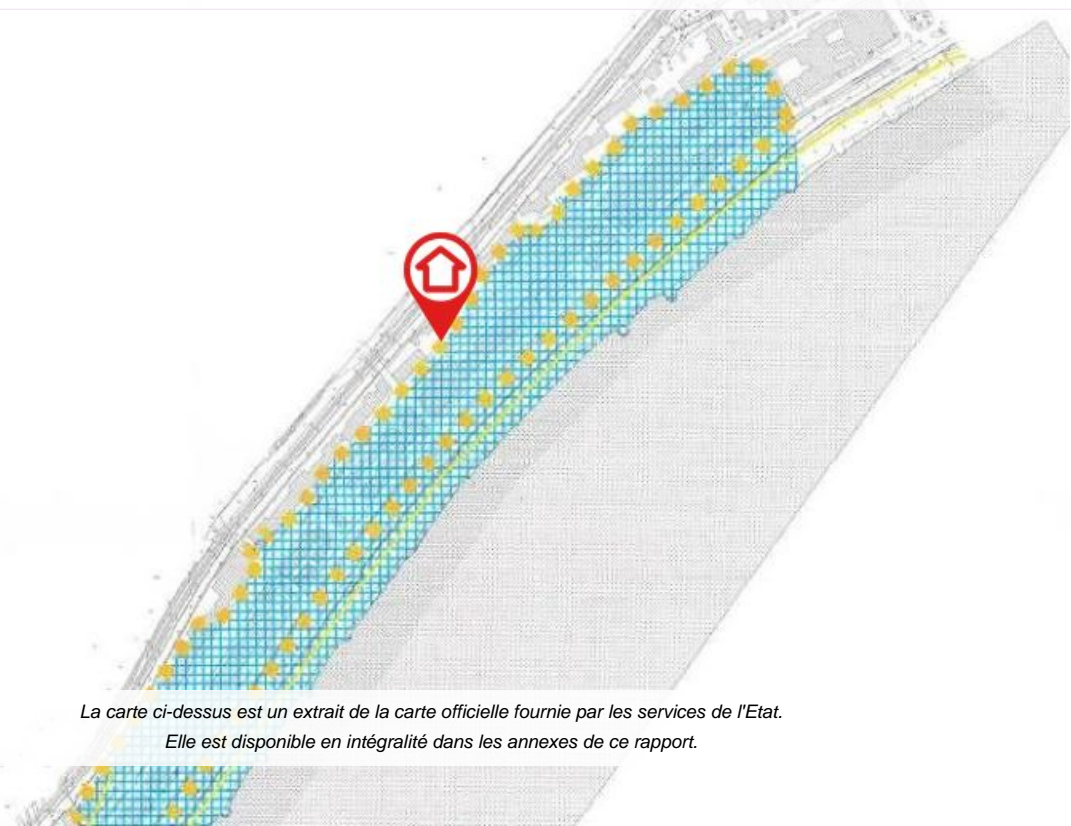 La carte ci-dessus est un extrait de la carte officielle fournie par les services de l'Etat.
Elle est disponible en intégralité dans les annexes de ce rapport.